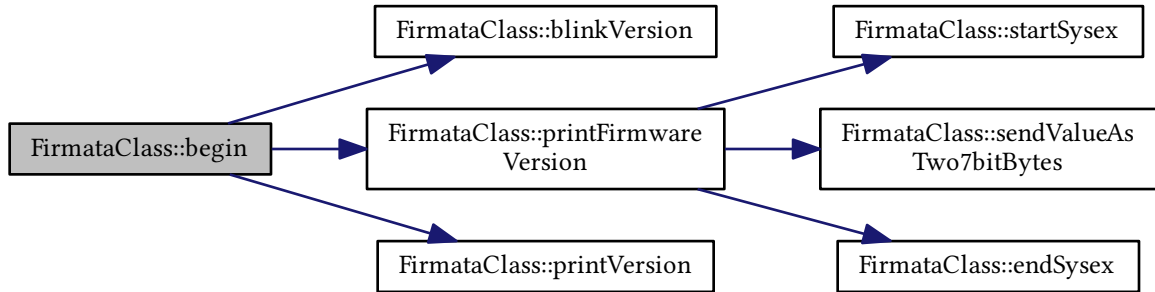 FirmataClass::begin
FirmataClass::blinkVersion
FirmataClass::printFirmware
Version
FirmataClass::printVersion
FirmataClass::startSysex
FirmataClass::sendValueAs
Two7bitBytes
FirmataClass::endSysex